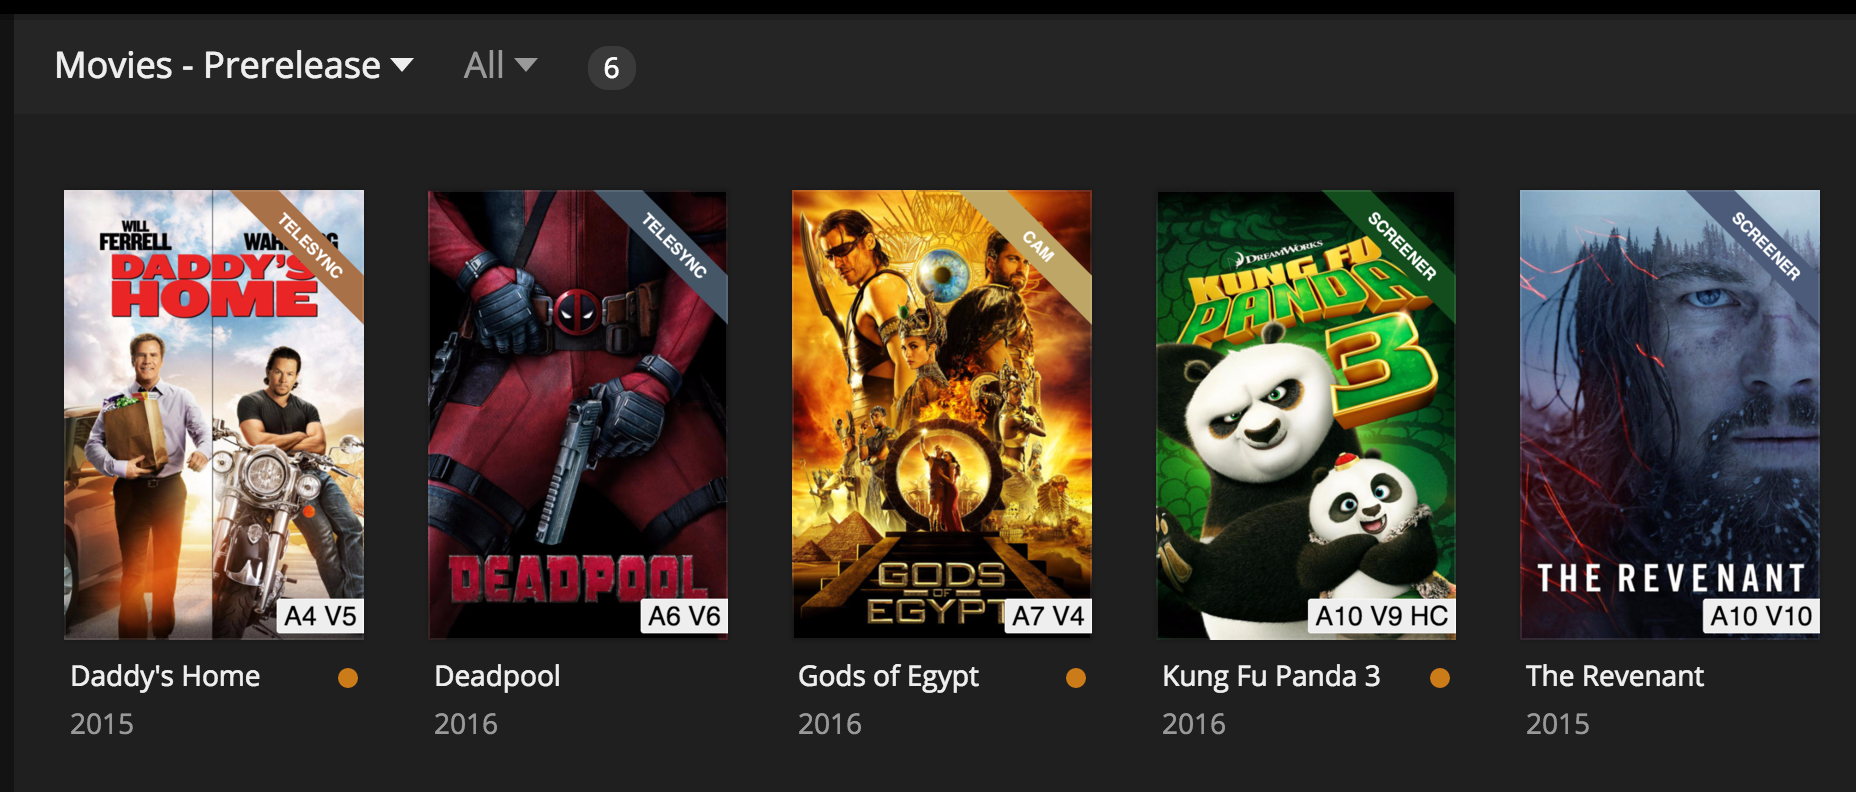 Movies - Prerelease All 6
WILL
FERRELL
DADDY'S
HOME
TELESYNC
A4 V5
Daddy's Home
2015
TELESYNC
DEADPOOL
A6 V6
Deadpool
2016
CAM
GODS
OF
EGYPT
A7 V4
Gods of Egypt
2016
SCREENER
DREAMWORKS
KUNG FU
PANDA
3
A10 V9 HC
Kung Fu Panda 3
2016
SCREENER
THE REVENANT
A10 V10
The Revenant
2015